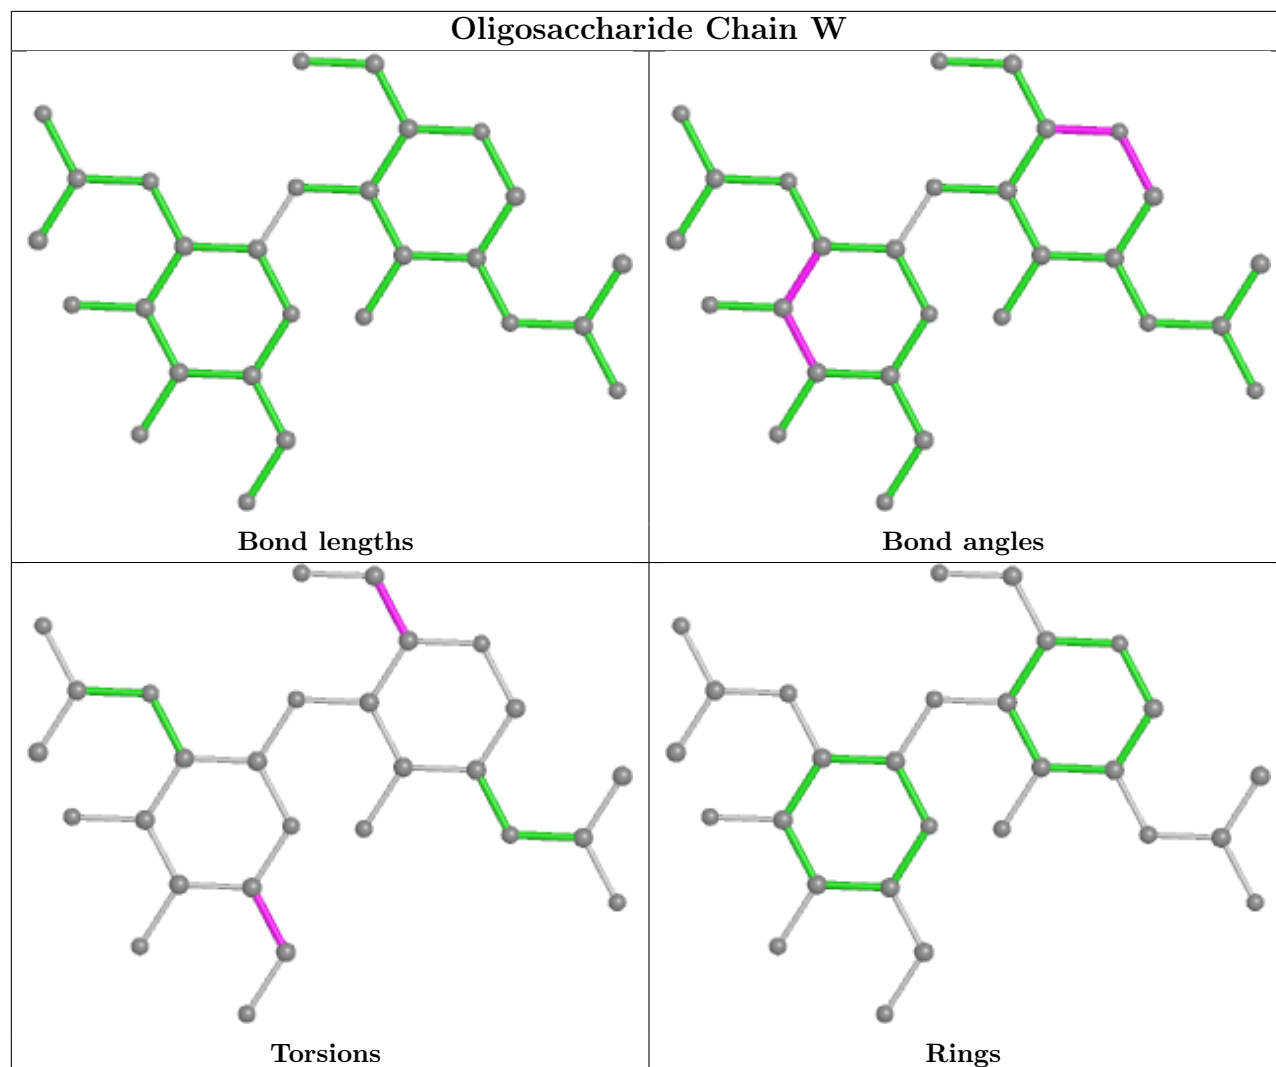 Oligosaccharide Chain W
Bond lengths
Bond angles
Torsions
Rings